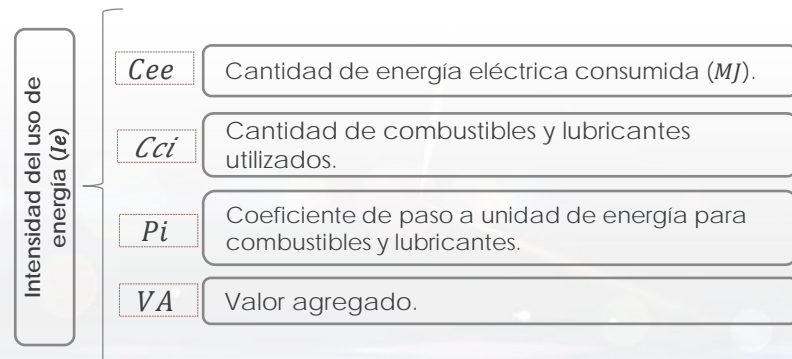 Intensidad del uso de
energía (Ie)
Cee
Cantidad de energía eléctrica consumida (MJ).
Cci
Cantidad de combustibles y lubricantes
utilizados.
Pi
Coeficiente de paso a unidad de energía para
combustibles y lubricantes.
VA
Valor agregado.